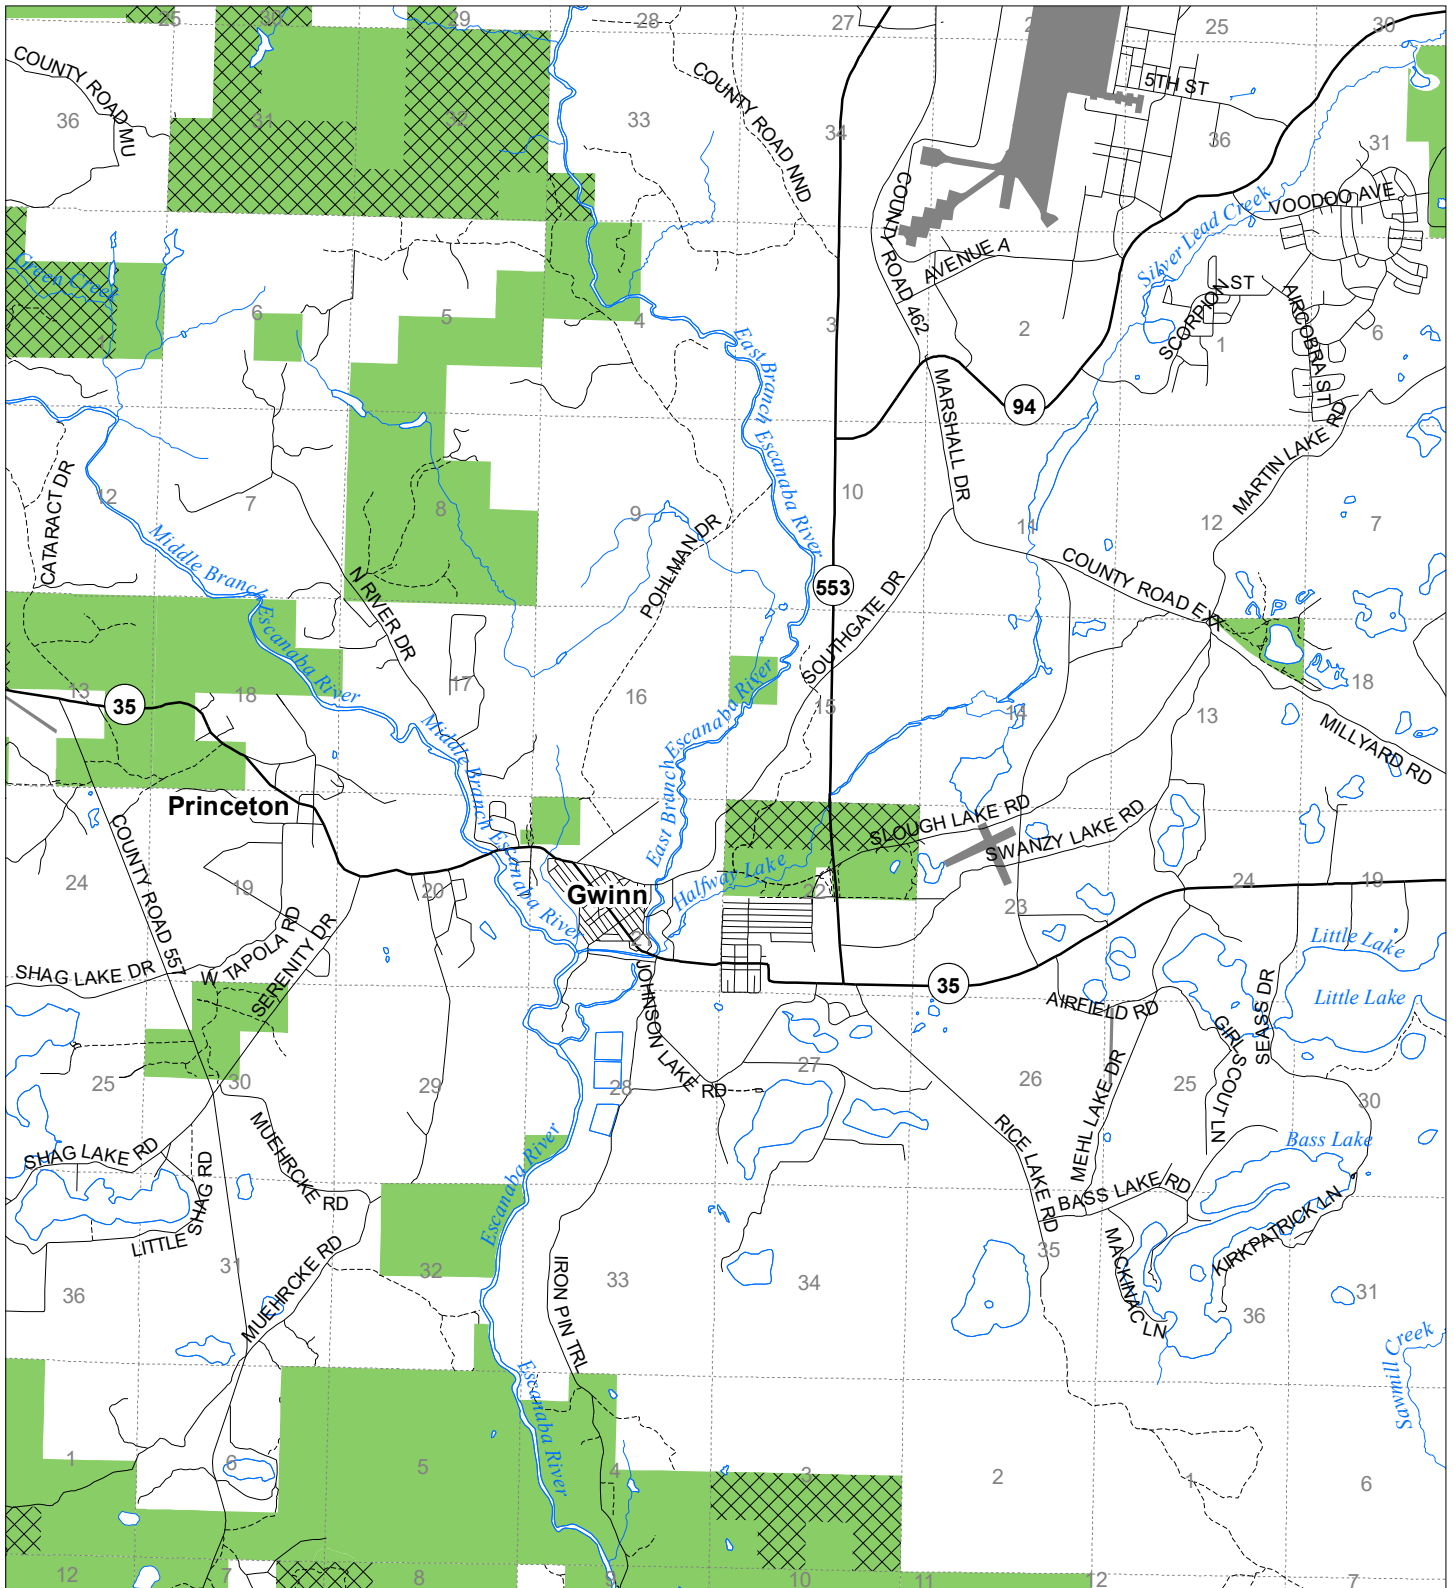 25
30
29
28
27
25
30
COUNTY ROAD MU
COUNTY ROAD NND
5TH ST
36
31
32
33
34
36
31
COUNTY ROAD 462
VOODOO AVE
Silver Lead Creek
AVENUE A
Green Creek
SCORPION ST
AIRCOBRA ST
1
6
5
4
3
2
1
6
East Branch Escanaba River
MARSHALL DR
94
MARTIN LAKE RD
CATARACT DR
12
7
8
9
10
11
12
7
Middle Branch
Escanaba River
N RIVER DR
POHLMAN DR
553
SOUTHGATE DR
COUNTY ROAD EXX
13
18
17
16
15
14
13
18
35
MILLYARD RD
Middle Branch Escanaba River
East Branch Escanaba River
Princeton
COUNTY ROAD 557
SLOUGH LAKE RD
SWANZY LAKE RD
24
19
20
Gwinn
21
Halfway Lake
22
23
24
19
SHAG LAKE DR
W TAPOLA RD
SERENITY DR
JOHNSON LAKE RD
35
AIRFIELD RD
GIRL SCOUT LN
SEASS DR
Little Lake
Little Lake
25
30
29
28
27
26
25
30
MUEHRCKE RD
MEHL LAKE DR
RICE LAKE RD
Bass Lake
SHAG LAKE RD
LITTLE SHAG RD
Escanaba River
BASS LAKE RD
MACKINAC LN
KIRKPATRICK LN
MUEHRCKE RD
IRON PIN TRL
36
31
32
33
34
35
36
31
Sawmill Creek
Escanaba River
1
6
5
4
3
2
1
6
12
7
8
9
10
11
12
7